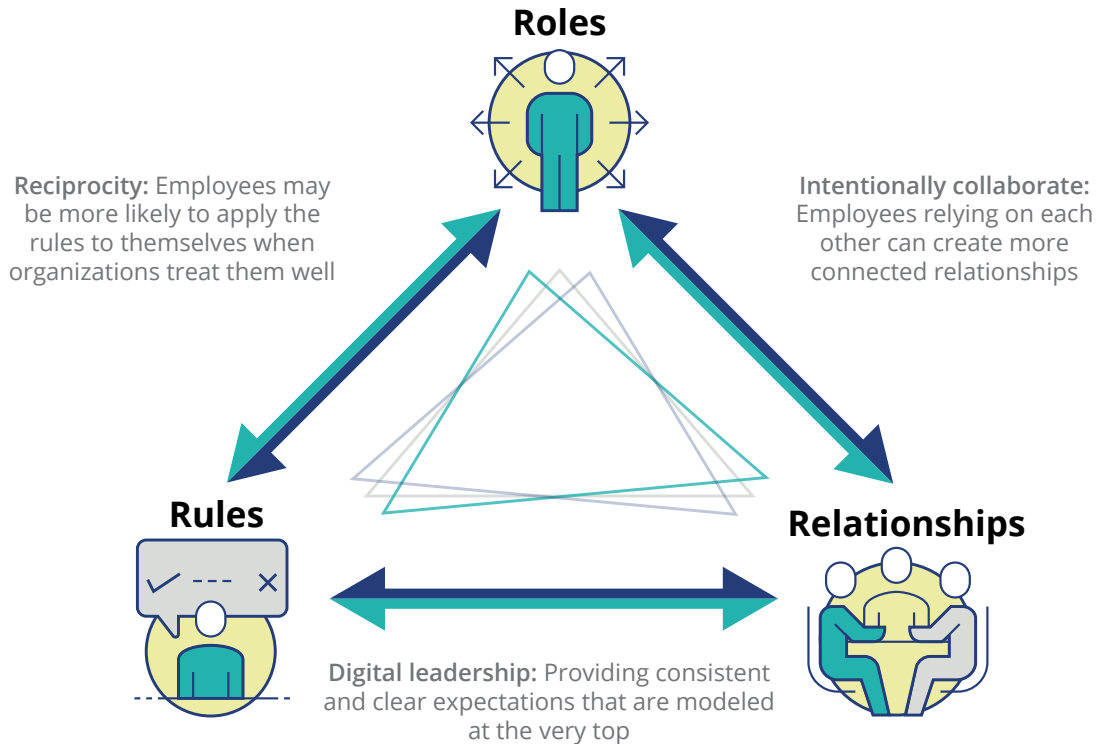 Roles
Reciprocity: Employees may
be more likely to apply the
rules to themselves when
organizations treat them well
Intentionally collaborate:
Employees relying on each
other can create more
connected relationships
Rules
Relationships
Digital leadership: Providing consistent
and clear expectations that are modeled
at the very top